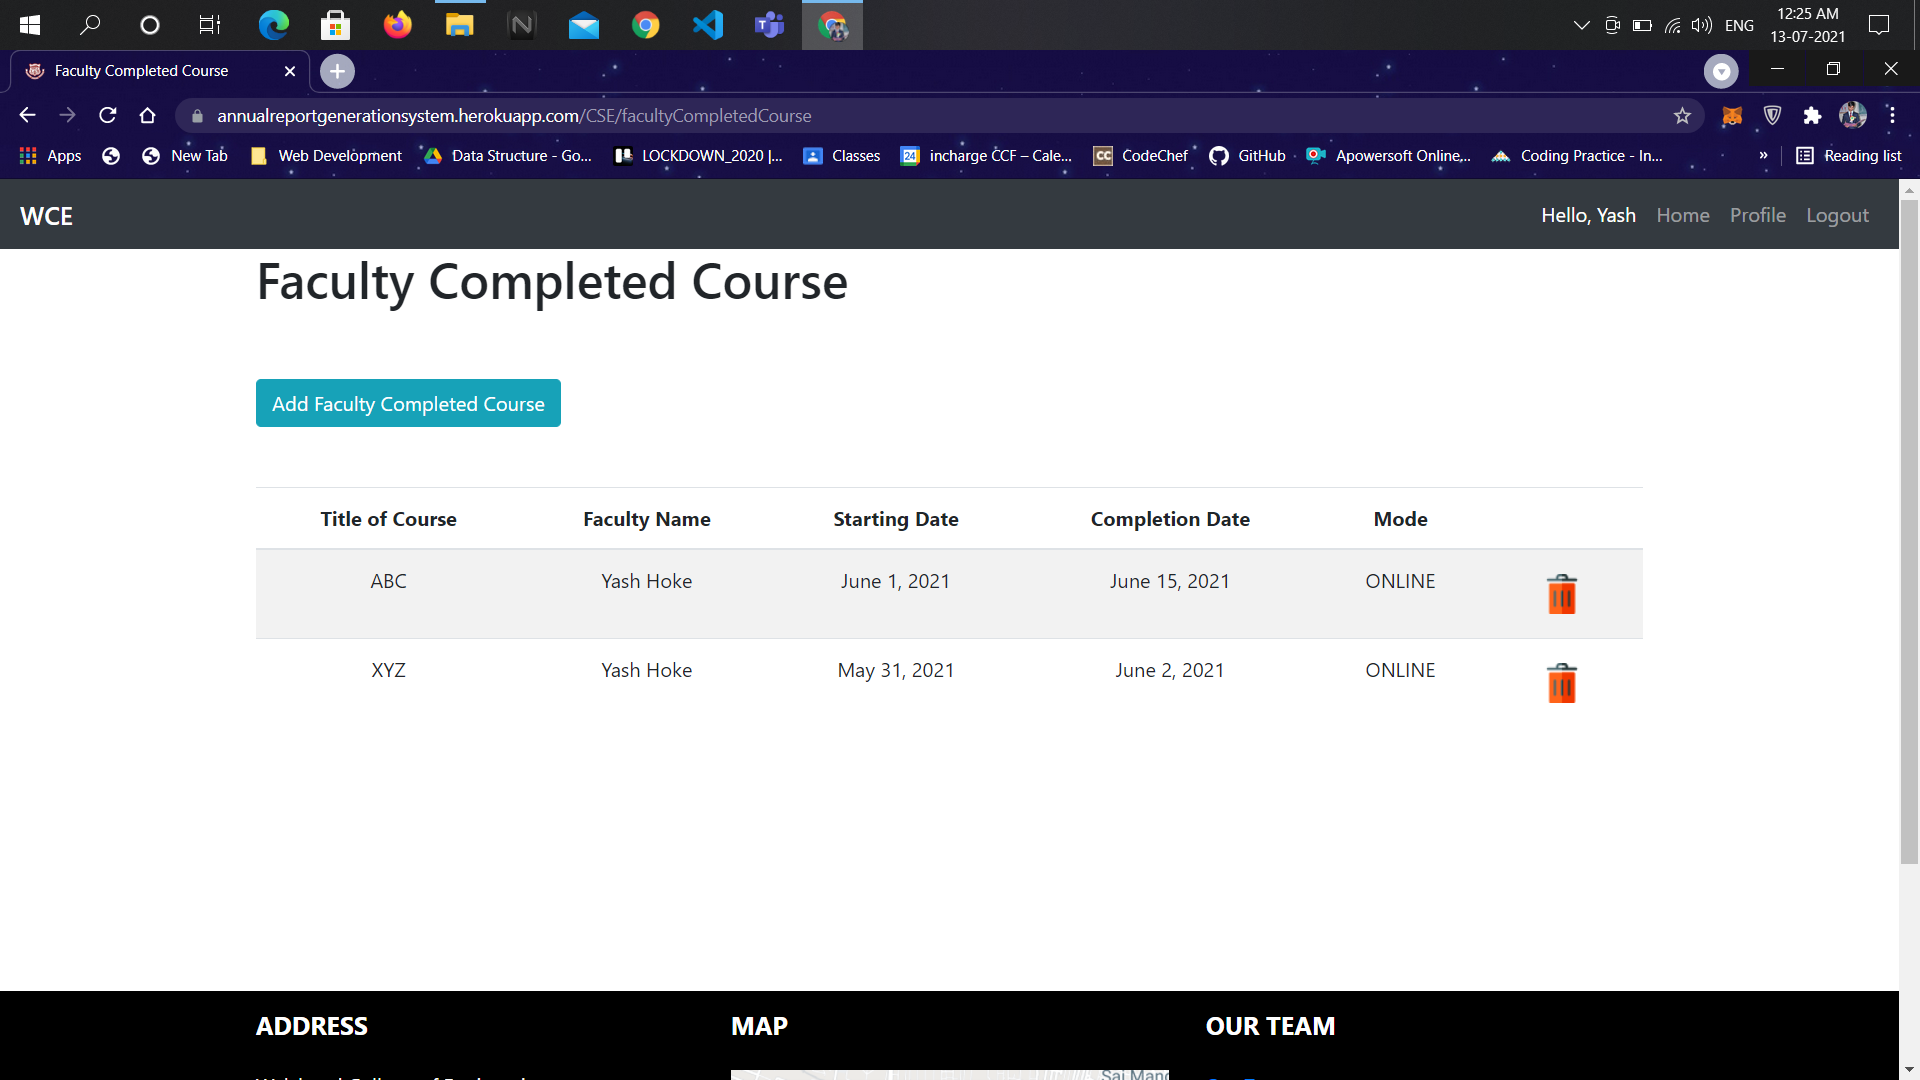 ENG
12:25 AM
13-07-2021
Faculty Completed Course
annualreportgenerationsystem.herokuapp.com/CSE/facultyCompletedCourse
Apps
New Tab
Web Development
Data Structure - Go...
LOCKDOWN_2020 |...
Classes
24
incharge CCF – Cale...
CC
CodeChef
GitHub
Apowersoft Online,...
Coding Practice - In...
»
Reading list
WCE
Hello, Yash
Home
Profile
Logout
Faculty Completed Course
Add Faculty Completed Course
Title of Course Faculty Name Starting Date Completion Date Mode
ABC Yash Hoke June 1, 2021 June 15, 2021 ONLINE
XYZ Yash Hoke May 31, 2021 June 2, 2021 ONLINE
ADDRESS
MAP
OUR TEAM